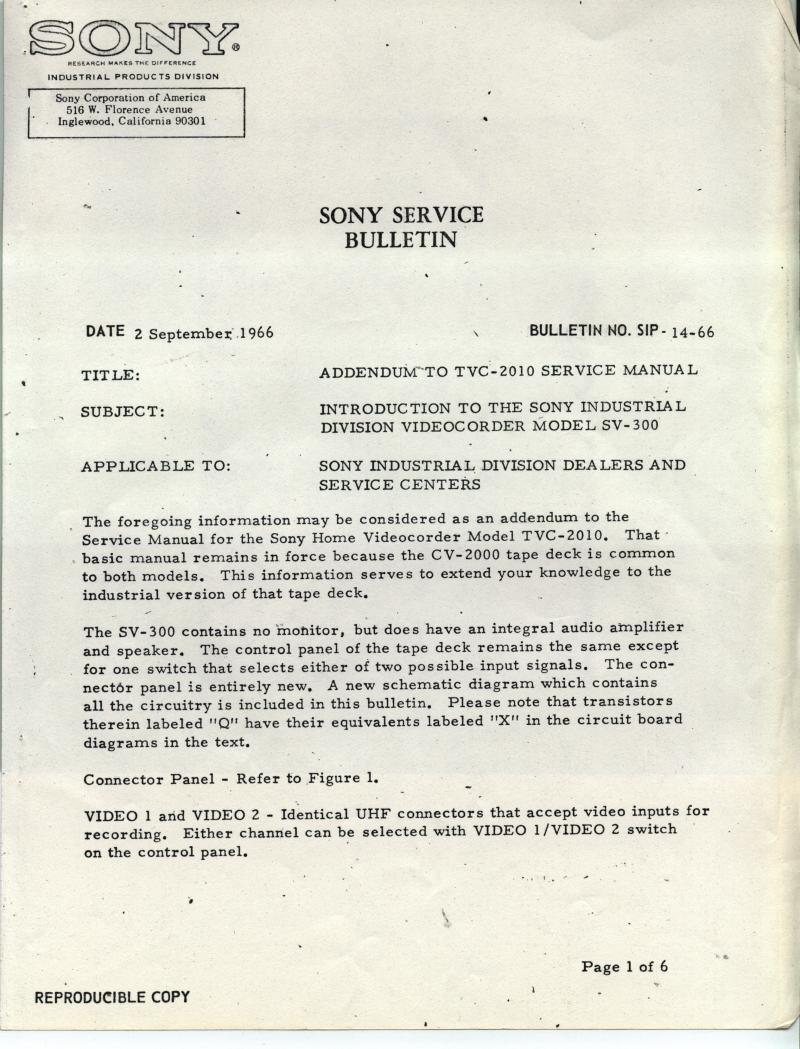 SONY®
RESEARCH MAKES THE DIFFERENCE
INDUSTRIAL PRODUCTS DIVISION
Sony Corporation of America
516 W. Florence Avenue
Inglewood, California 90301
SONY SERVICE
BULLETIN
DATE 2 September 1966 BULLETIN NO. SIP- 14-66
TITLE: ADDENDUM TO TVC-2010 SERVICE MANUAL
SUBJECT: INTRODUCTION TO THE SONY INDUSTRIAL
DIVISION VIDEOCORDER MODEL SV-300
APPLICABLE TO: SONY INDUSTRIAL DIVISION DEALERS AND
SERVICE CENTERS
The foregoing information may be considered as an addendum to the
Service Manual for the Sony Home Videocorder Model TVC-2010. That
basic manual remains in force because the CV-2000 tape deck is common
to both models. This information serves to extend your knowledge to the
industrial version of that tape deck.
The SV-300 contains no monitor, but does have an integral audio amplifier
and speaker. The control panel of the tape deck remains the same except
for one switch that selects either of two possible input signals. The con-
nector panel is entirely new. A new schematic diagram which contains
all the circuitry is included in this bulletin. Please note that transistors
therein labeled "Q" have their equivalents labeled "X" in the circuit board
diagrams in the text.
Connector Panel - Refer to Figure 1.
VIDEO 1 and VIDEO 2 - Identical UHF connectors that accept video inputs for
recording. Either channel can be selected with VIDEO 1/VIDEO 2 switch
on the control panel.
Page 1 of 6
REPRODUCIBLE COPY